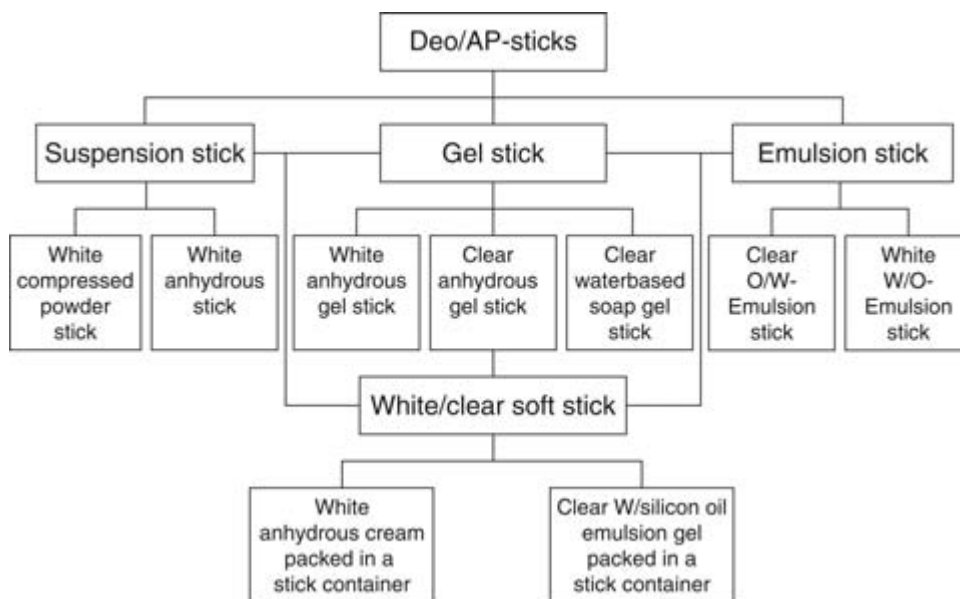 Deo/AP-sticks
Suspension stick
Gel stick
Emulsion stick
White
compressed
powder
stick
White
anhydrous
stick
White
anhydrous
gel stick
Clear
anhydrous
gel stick
Clear
waterbased
soap gel
stick
Clear
O/W-
Emulsion
stick
White
W/O-
Emulsion
stick
White/clear soft stick
White
anhydrous cream
packed in a
stick container
Clear W/silicon oil
emulsion gel
packed in a
stick container